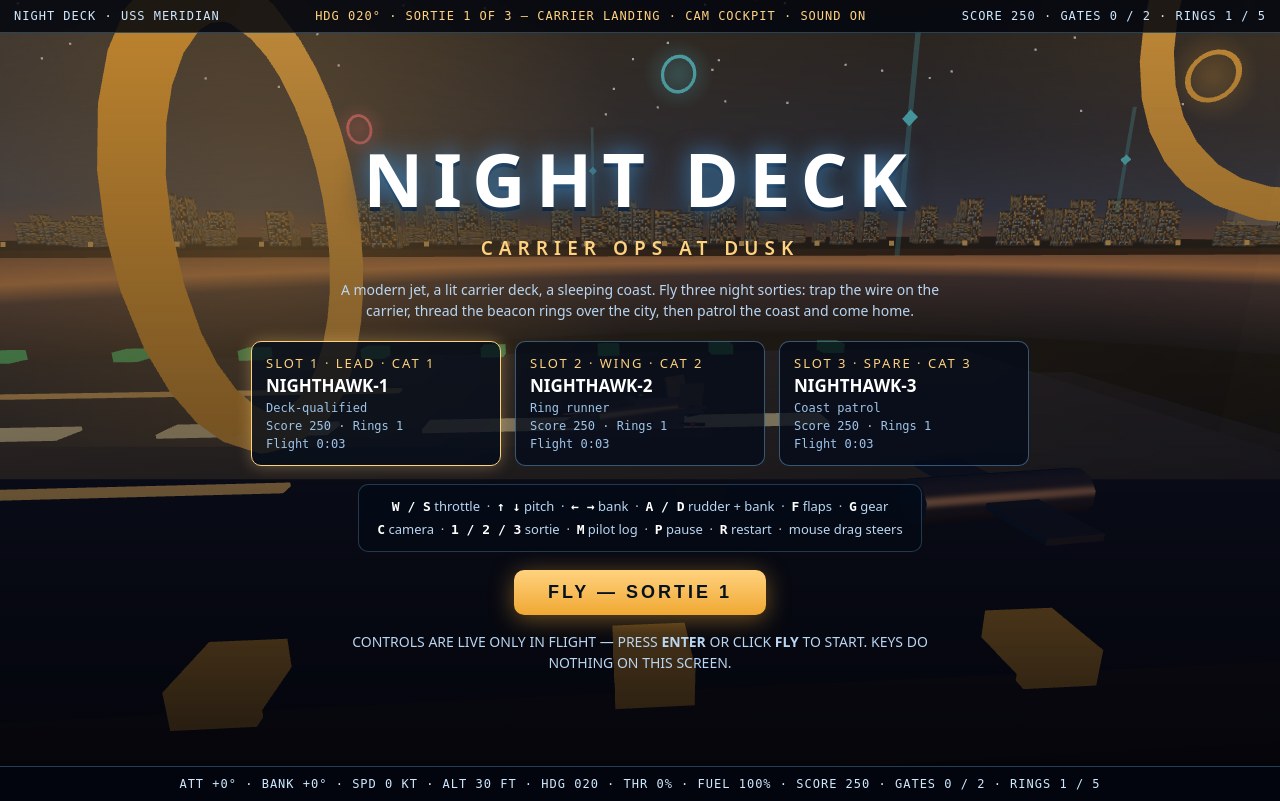 NIGHT DECK · USS MERIDIAN
HDG 020° · SORTIE 1 OF 3 — CARRIER LANDING · CAM COCKPIT · SOUND ON
SCORE 250 · GATES 0 / 2 · RINGS 1 / 5
NIGHT DECK
CARRIER OPS AT DUSK
A modern jet, a lit carrier deck, a sleeping coast. Fly three night sorties: trap the wire on the
carrier, thread the beacon rings over the city, then patrol the coast and come home.
SLOT 1 · LEAD · CAT 1
NIGHTHAWK-1
Deck-qualified
Score 250 · Rings 1
Flight 0:03
SLOT 2 · WING · CAT 2
NIGHTHAWK-2
Ring runner
Score 250 · Rings 1
Flight 0:03
SLOT 3 · SPARE · CAT 3
NIGHTHAWK-3
Coast patrol
Score 250 · Rings 1
Flight 0:03
W / S throttle · ↑ ↓ pitch · ← → bank · A / D rudder + bank · F flaps · G gear
C camera · 1 / 2 / 3 sortie · M pilot log · P pause · R restart · mouse drag steers
FLY — SORTIE 1
CONTROLS ARE LIVE ONLY IN FLIGHT — PRESS ENTER OR CLICK FLY TO START. KEYS DO
NOTHING ON THIS SCREEN.
ATT +0° · BANK +0° · SPD 0 KT · ALT 30 FT · HDG 020 · THR 0% · FUEL 100% · SCORE 250 · GATES 0 / 2 · RINGS 1 / 5